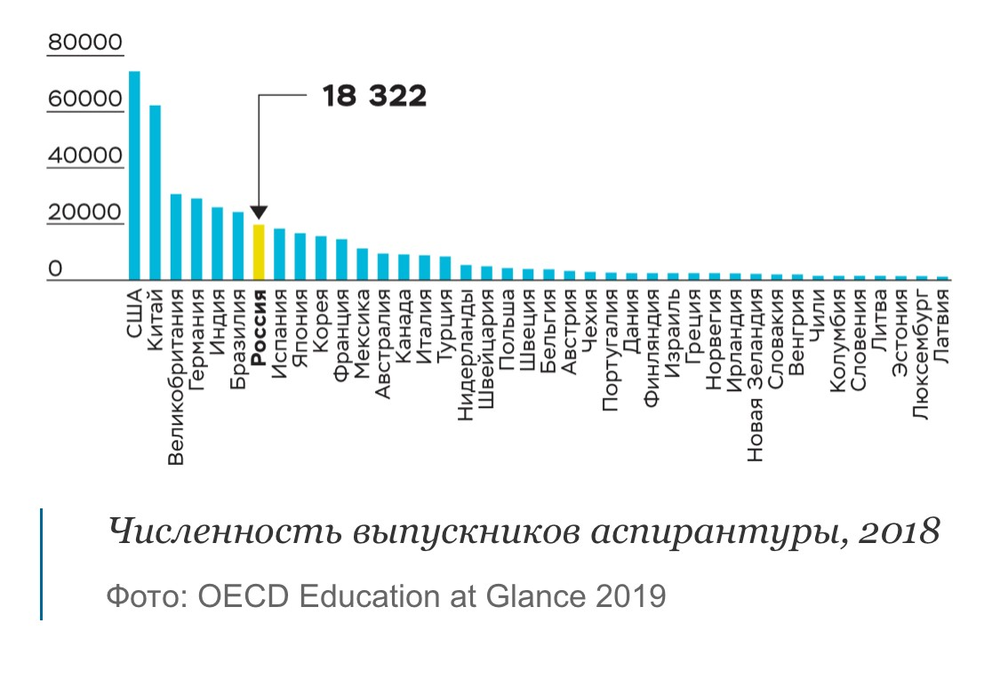 80000
60000
40000
20000
0
18 322
США
Китай
Великобритания
Германия
Индия
Бразилия
Россия
Испания
Япония
Корея
Франция
Мексика
Австралия
Канада
Италия
Турция
Нидерланды
Швейцария
Польша
Швеция
Бельгия
Австрия
Чехия
Португалия
Дания
Финляндия
Израиль
Греция
Норвегия
Ирландия
Новая Зеландия
Словакия
Венгрия
Чили
Колумбия
Словения
Литва
Эстония
Люксембург
Латвия
Численность выпускников аспирантуры, 2018
Фото: OECD Education at Glance 2019